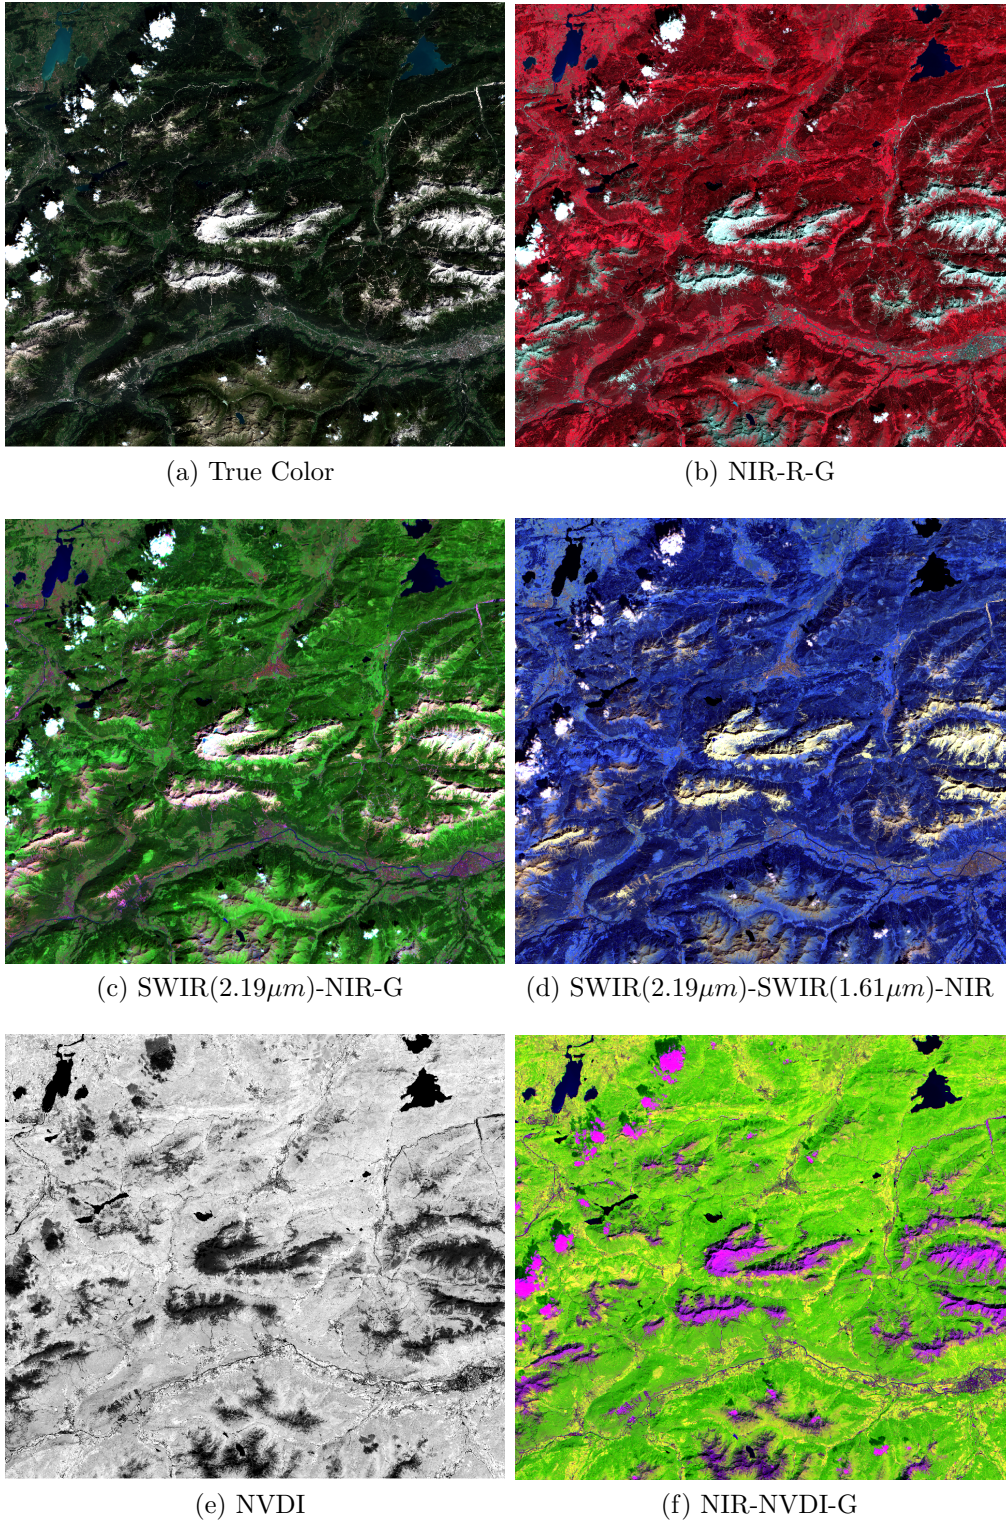 (a) True Color
(b) NIR-R-G
(c) SWIR(2.19μm)-NIR-G
(d) SWIR(2.19μm)-SWIR(1.61μm)-NIR
(e) NVDI
(f) NIR-NVDI-G